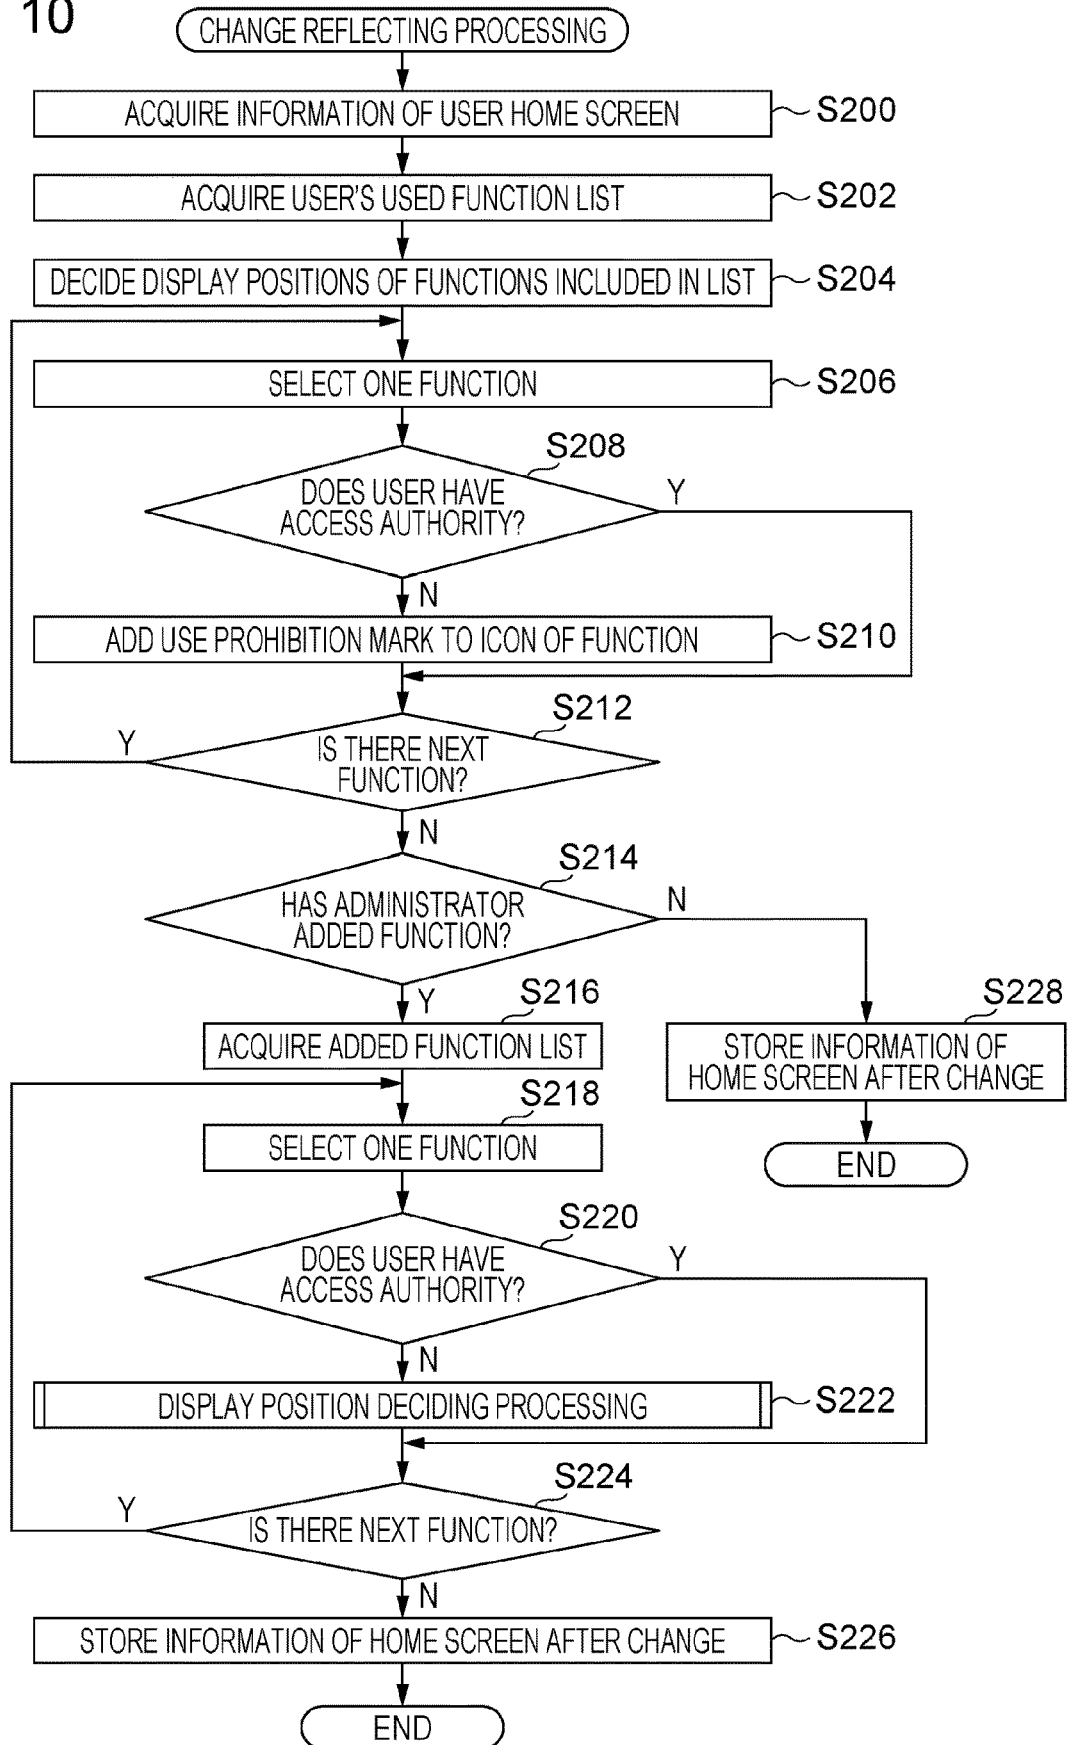 10
CHANGE REFLECTING PROCESSING
ACQUIRE INFORMATION OF USER HOME SCREEN
S200
ACQUIRE USER'S USED FUNCTION LIST
S202
DECIDE DISPLAY POSITIONS OF FUNCTIONS INCLUDED IN LIST
S204
SELECT ONE FUNCTION
S206
S208
DOES USER HAVE
ACCESS AUTHORITY?
Y
N
ADD USE PROHIBITION MARK TO ICON OF FUNCTION
S210
S212
Y
IS THERE NEXT
FUNCTION?
N
S214
HAS ADMINISTRATOR
ADDED FUNCTION?
N
Y
S216
ACQUIRE ADDED FUNCTION LIST
S228
STORE INFORMATION OF
HOME SCREEN AFTER CHANGE
END
S218
SELECT ONE FUNCTION
S220
DOES USER HAVE
ACCESS AUTHORITY?
Y
N
DISPLAY POSITION DECIDING PROCESSING
S222
S224
Y
IS THERE NEXT FUNCTION?
N
STORE INFORMATION OF HOME SCREEN AFTER CHANGE
S226
END